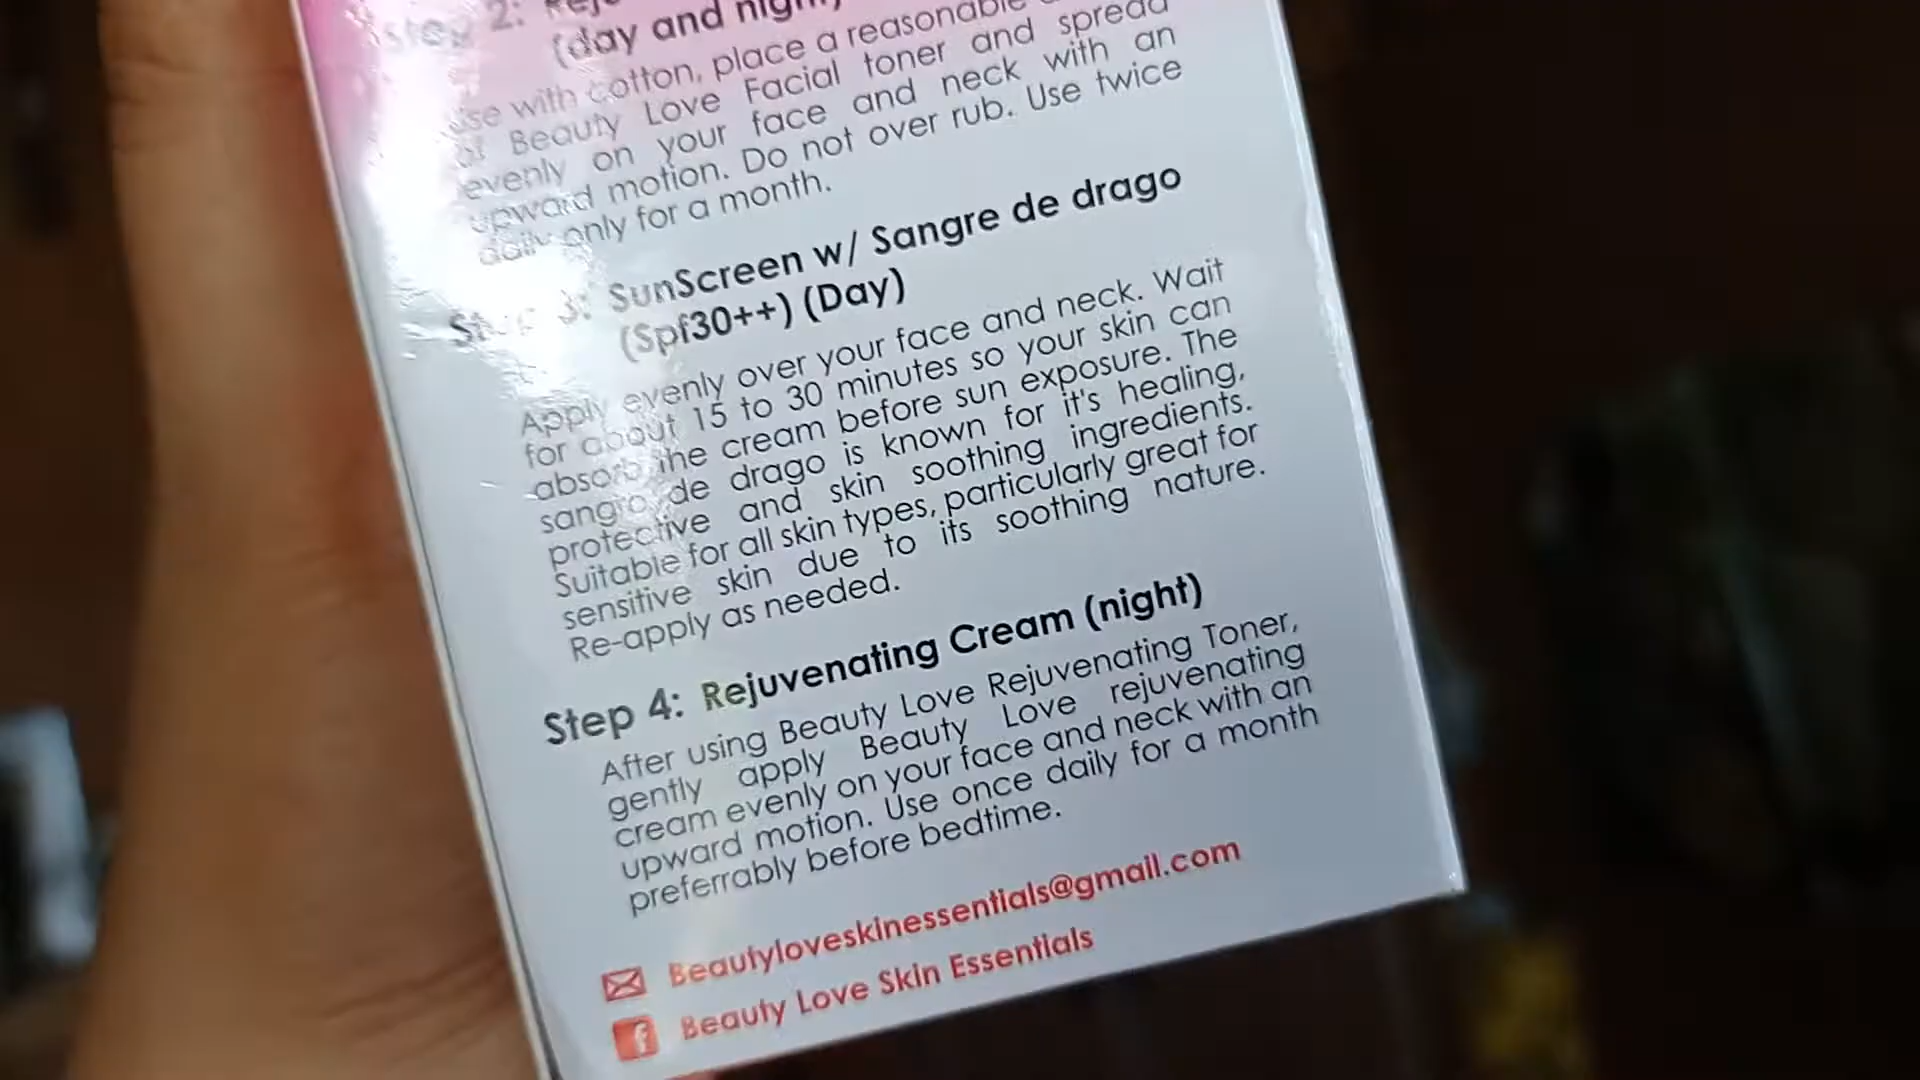 Step 2: Reju
(day and night)
Use with cotton, place a reasonable
of Beauty Love Facial toner and spread
evenly on your face and neck with an
upward motion. Do not over rub. Use twice
daily only for a month.
Step 3: SunScreen w/ Sangre de drago
(Spf30++) (Day)
Apply evenly over your face and neck. Wait
for about 15 to 30 minutes so your skin can
absorb the cream before sun exposure. The
sangre de drago is known for it's healing,
protective and skin soothing ingredients.
Suitable for all skin types, particularly great for
sensitive skin due to its soothing nature.
Re-apply as needed.
Step 4: Rejuvenating Cream (night)
After using Beauty Love Rejuvenating Toner,
gently apply Beauty Love rejuvenating
cream evenly on your face and neck with an
upward motion. Use once daily for a month
preferrably before bedtime.
Beautyloveskinessentials@gmail.com
Beauty Love Skin Essentials